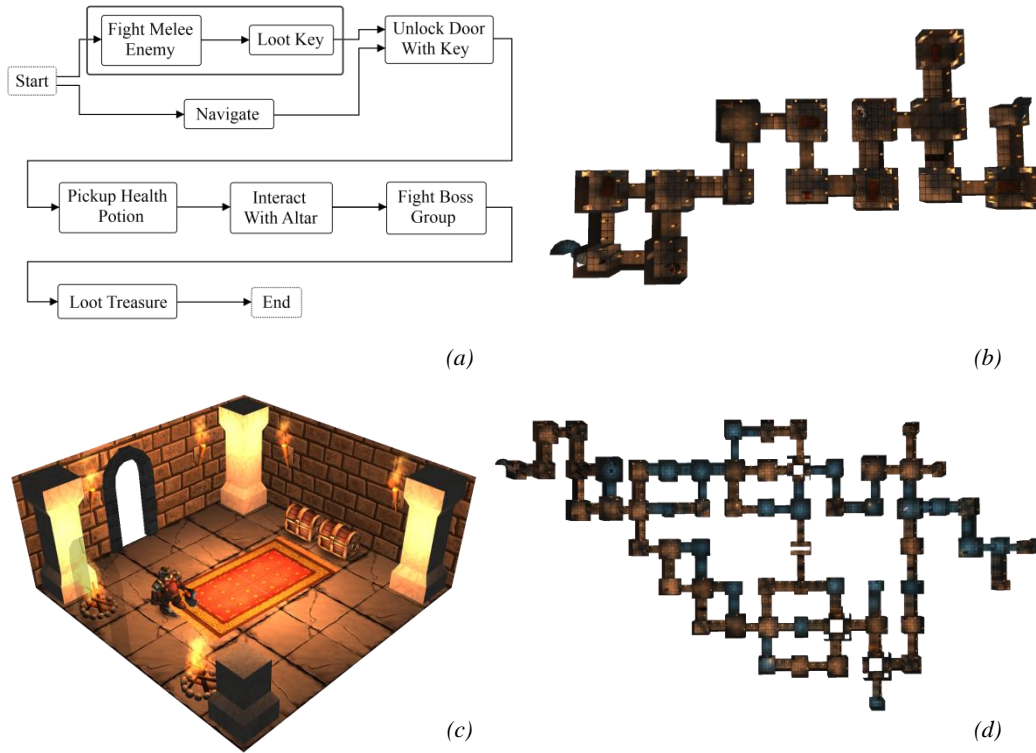 Fight Melee
Enemy
Loot Key
Unlock Door
With Key
Start
Navigate
Pickup Health
Potion
Interact
With Altar
Fight Boss
Group
Loot Treasure
End
(a)
(b)
(c)
(d)